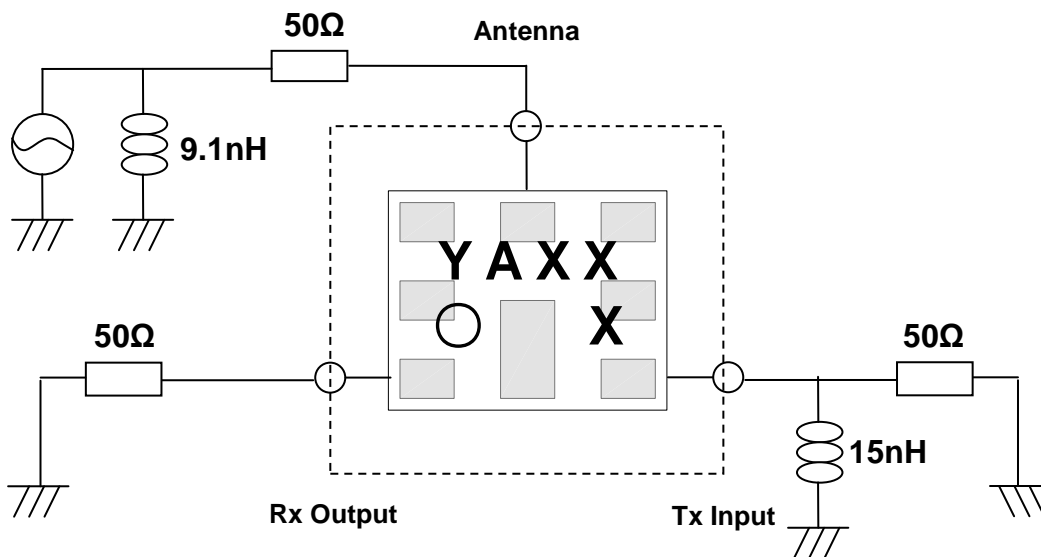 50Ω
Antenna
9.1nH
YAXX
X
50Ω
50Ω
15nH
Rx Output
Tx Input